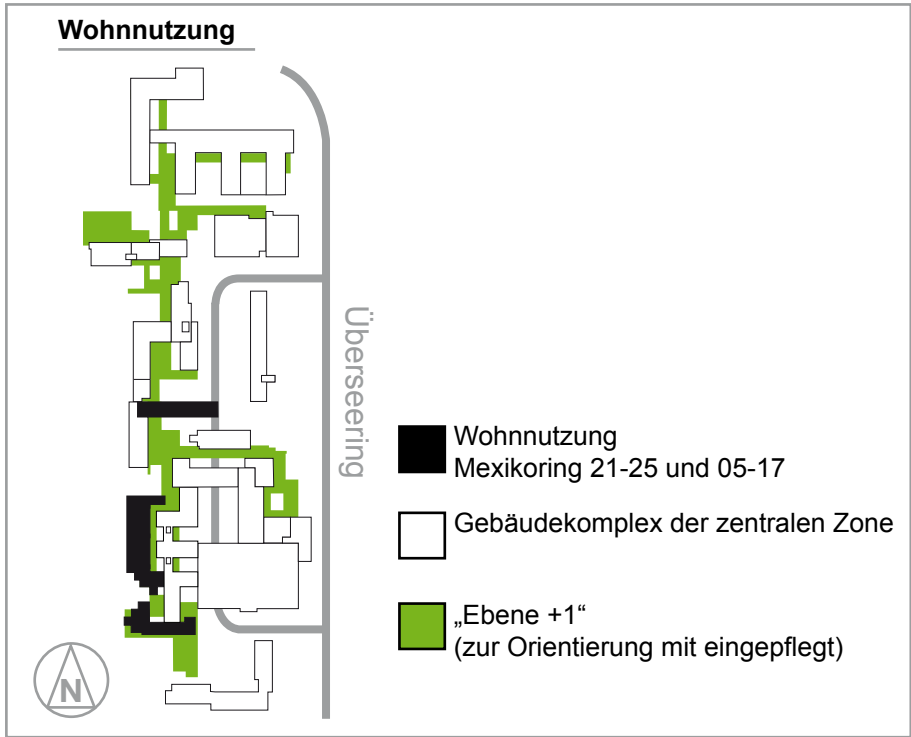 Wohnnutzung
Überseering
Wohnnutzung
Mexikoring 21-25 und 05-17
Gebäudekomplex der zentralen Zone
„Ebene +1“
(zur Orientierung mit eingepflegt)
N